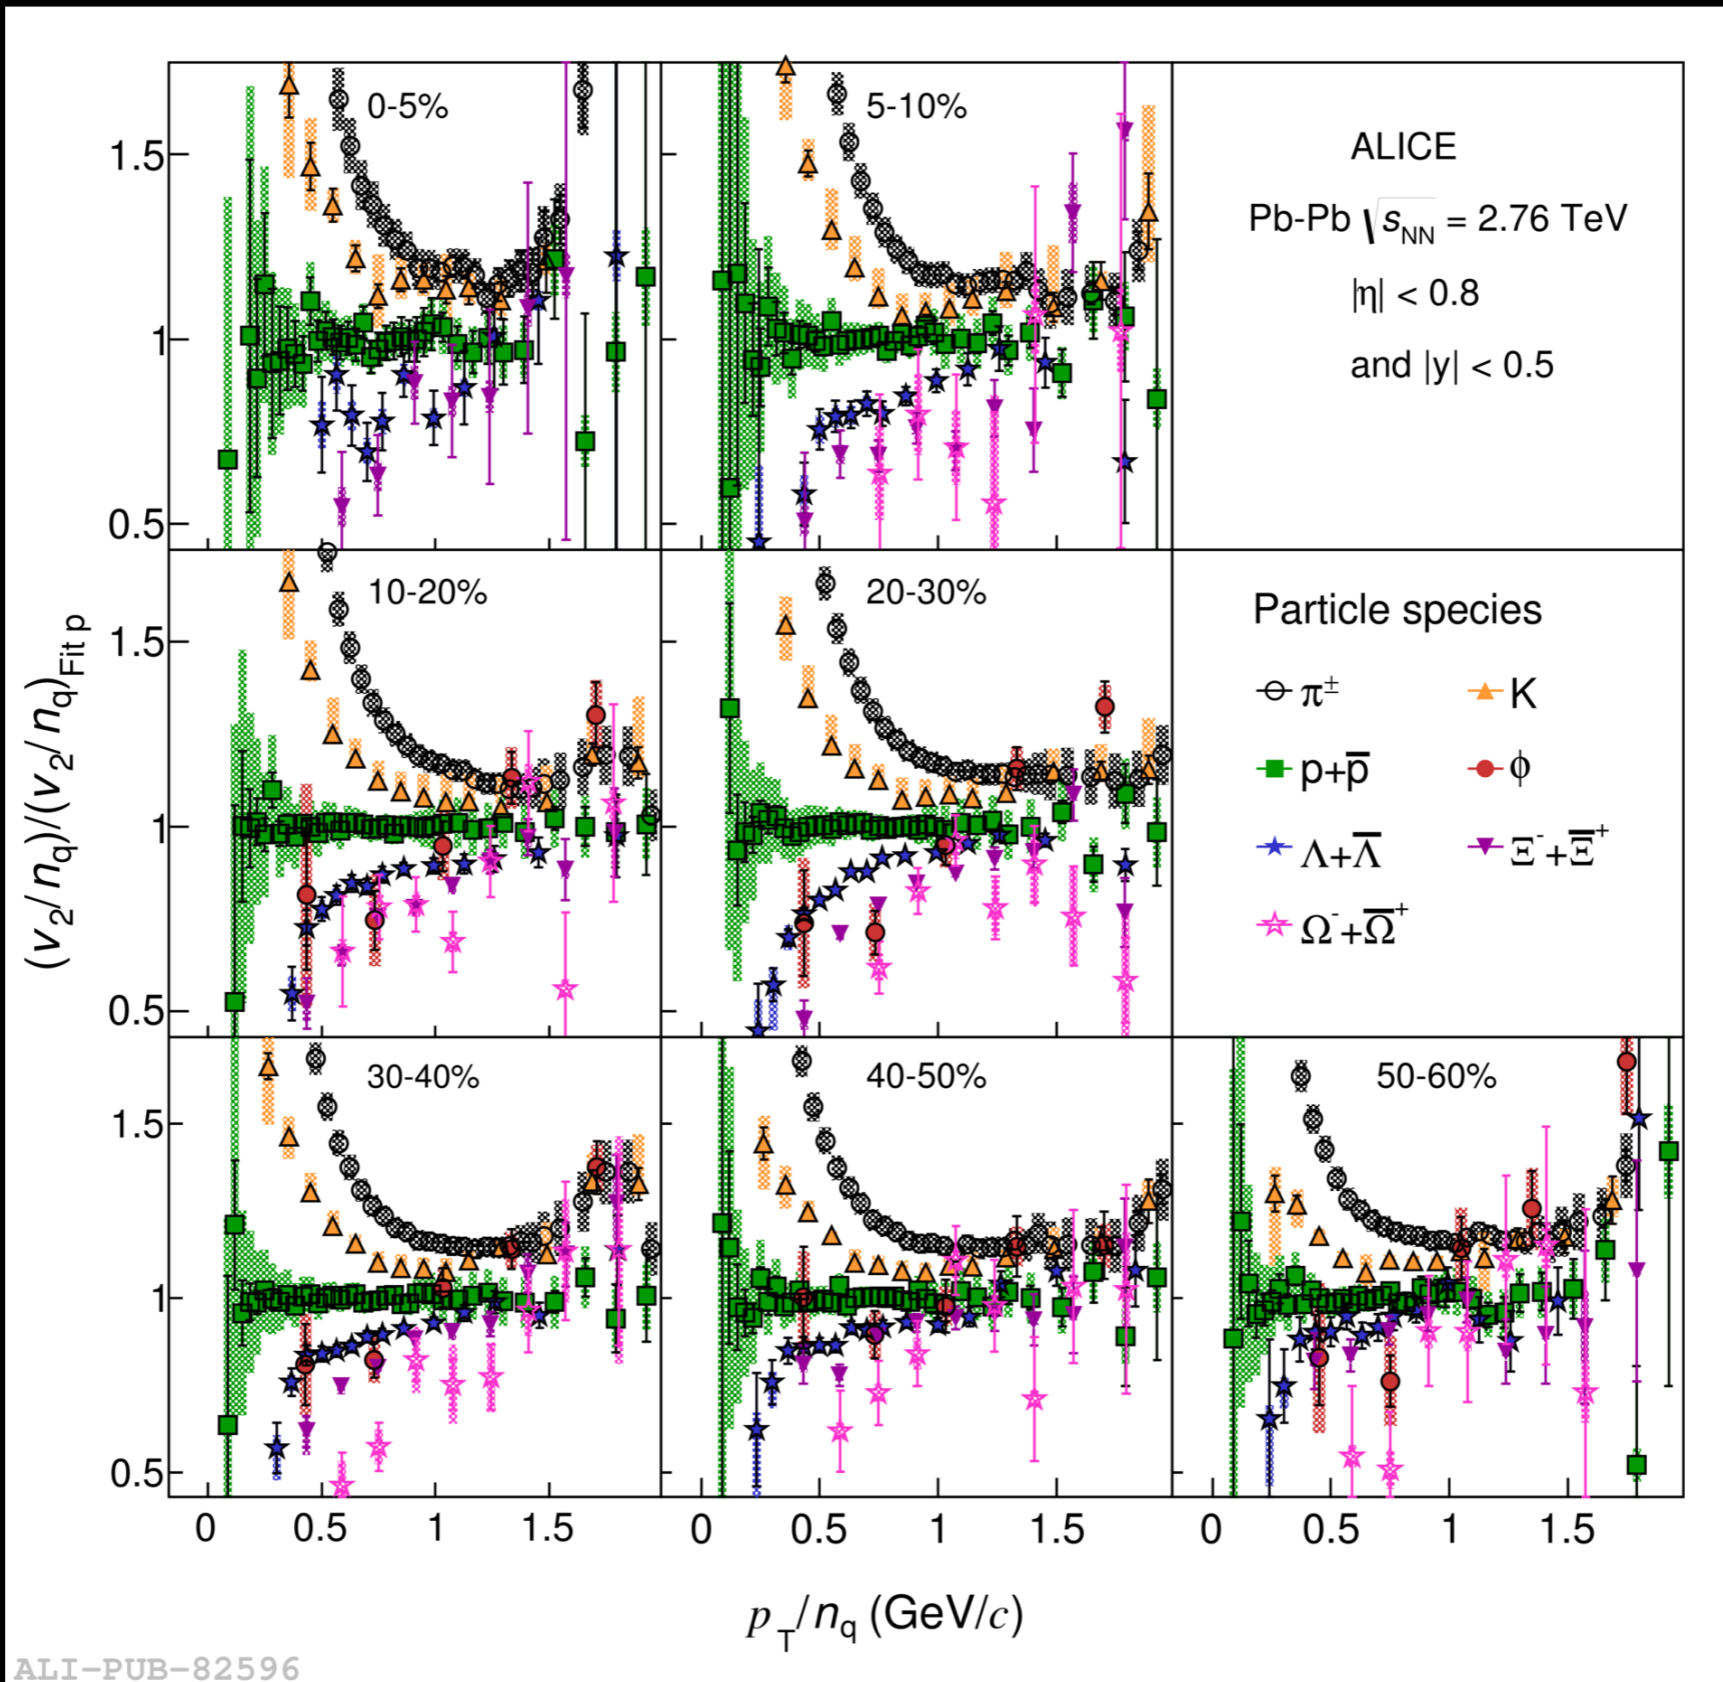 (v2/nq)/(v2/nq)Fit p
0-5%
5-10%
ALICE
Pb-Pb √sNN = 2.76 TeV
|η| < 0.8
and |y| < 0.5
1.5
1
0.5
10-20%
20-30%
Particle species
π± K
p+p̅ ϕ
Λ+Λ̅ Ξ⁻+Ξ̅⁺
Ω⁻+Ω̅⁺
1.5
1
0.5
30-40%
40-50%
50-60%
1.5
1
0.5
0 0.5 1 1.5 0 0.5 1 1.5 0 0.5 1 1.5
pT/nq (GeV/c)
ALI-PUB-82596